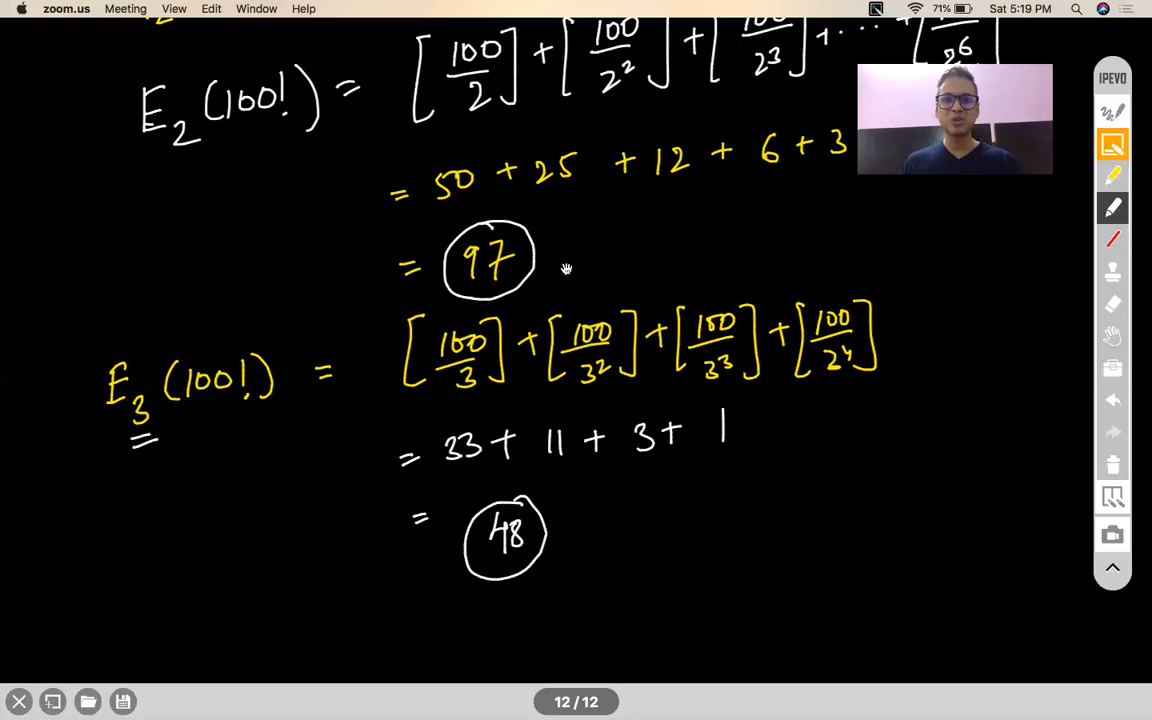 zoom.us Meeting View Edit Window Help 71% Sat 5:19 PM
E₂(100!) = [100/2] + [100/2²] + [100/2³] + ... + [ /2⁶]
IPEVO
= 50 + 25 + 12 + 6 + 3
= 97
E₃(100!) = [100/3] + [100/3²] + [100/3³] + [100/3⁴]
= 33 + 11 + 3 + 1
= 48
12 / 12